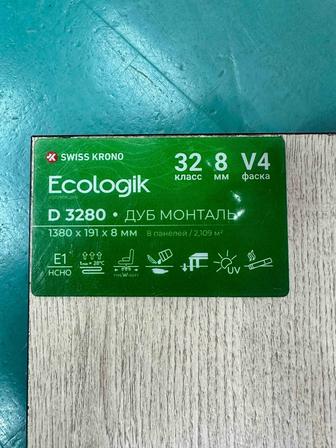 SWISS KRONO
32 класс
8 мм
V4 фаска
Ecologik
D 3280 • ДУБ МОНТАЛЬ
1380 x 191 x 8 мм
8 панелей / 2,109 м²
E1
HCHO
UV